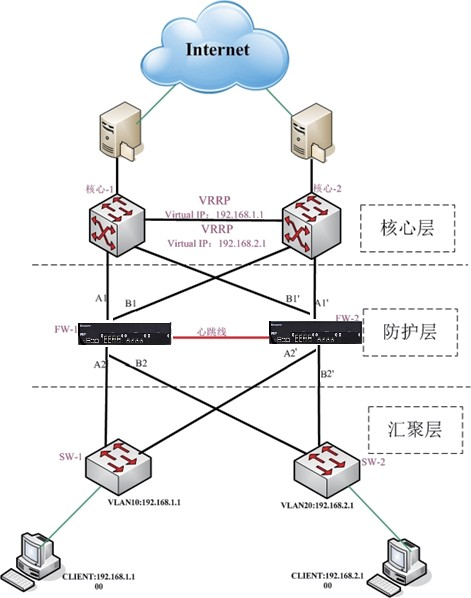 Internet
核心-1
核心-2
VRRP
Virtual IP：192.168.1.1
VRRP
Virtual IP：192.168.2.1
核心层
A1
B1
B1'
A1'
FW-1
心跳线
FW-2
防护层
A2
B2
A2'
B2'
汇聚层
SW-1
SW-2
VLAN10:192.168.1.1
VLAN20:192.168.2.1
CLIENT:192.168.1.1
00
CLIENT:192.168.2.1
00